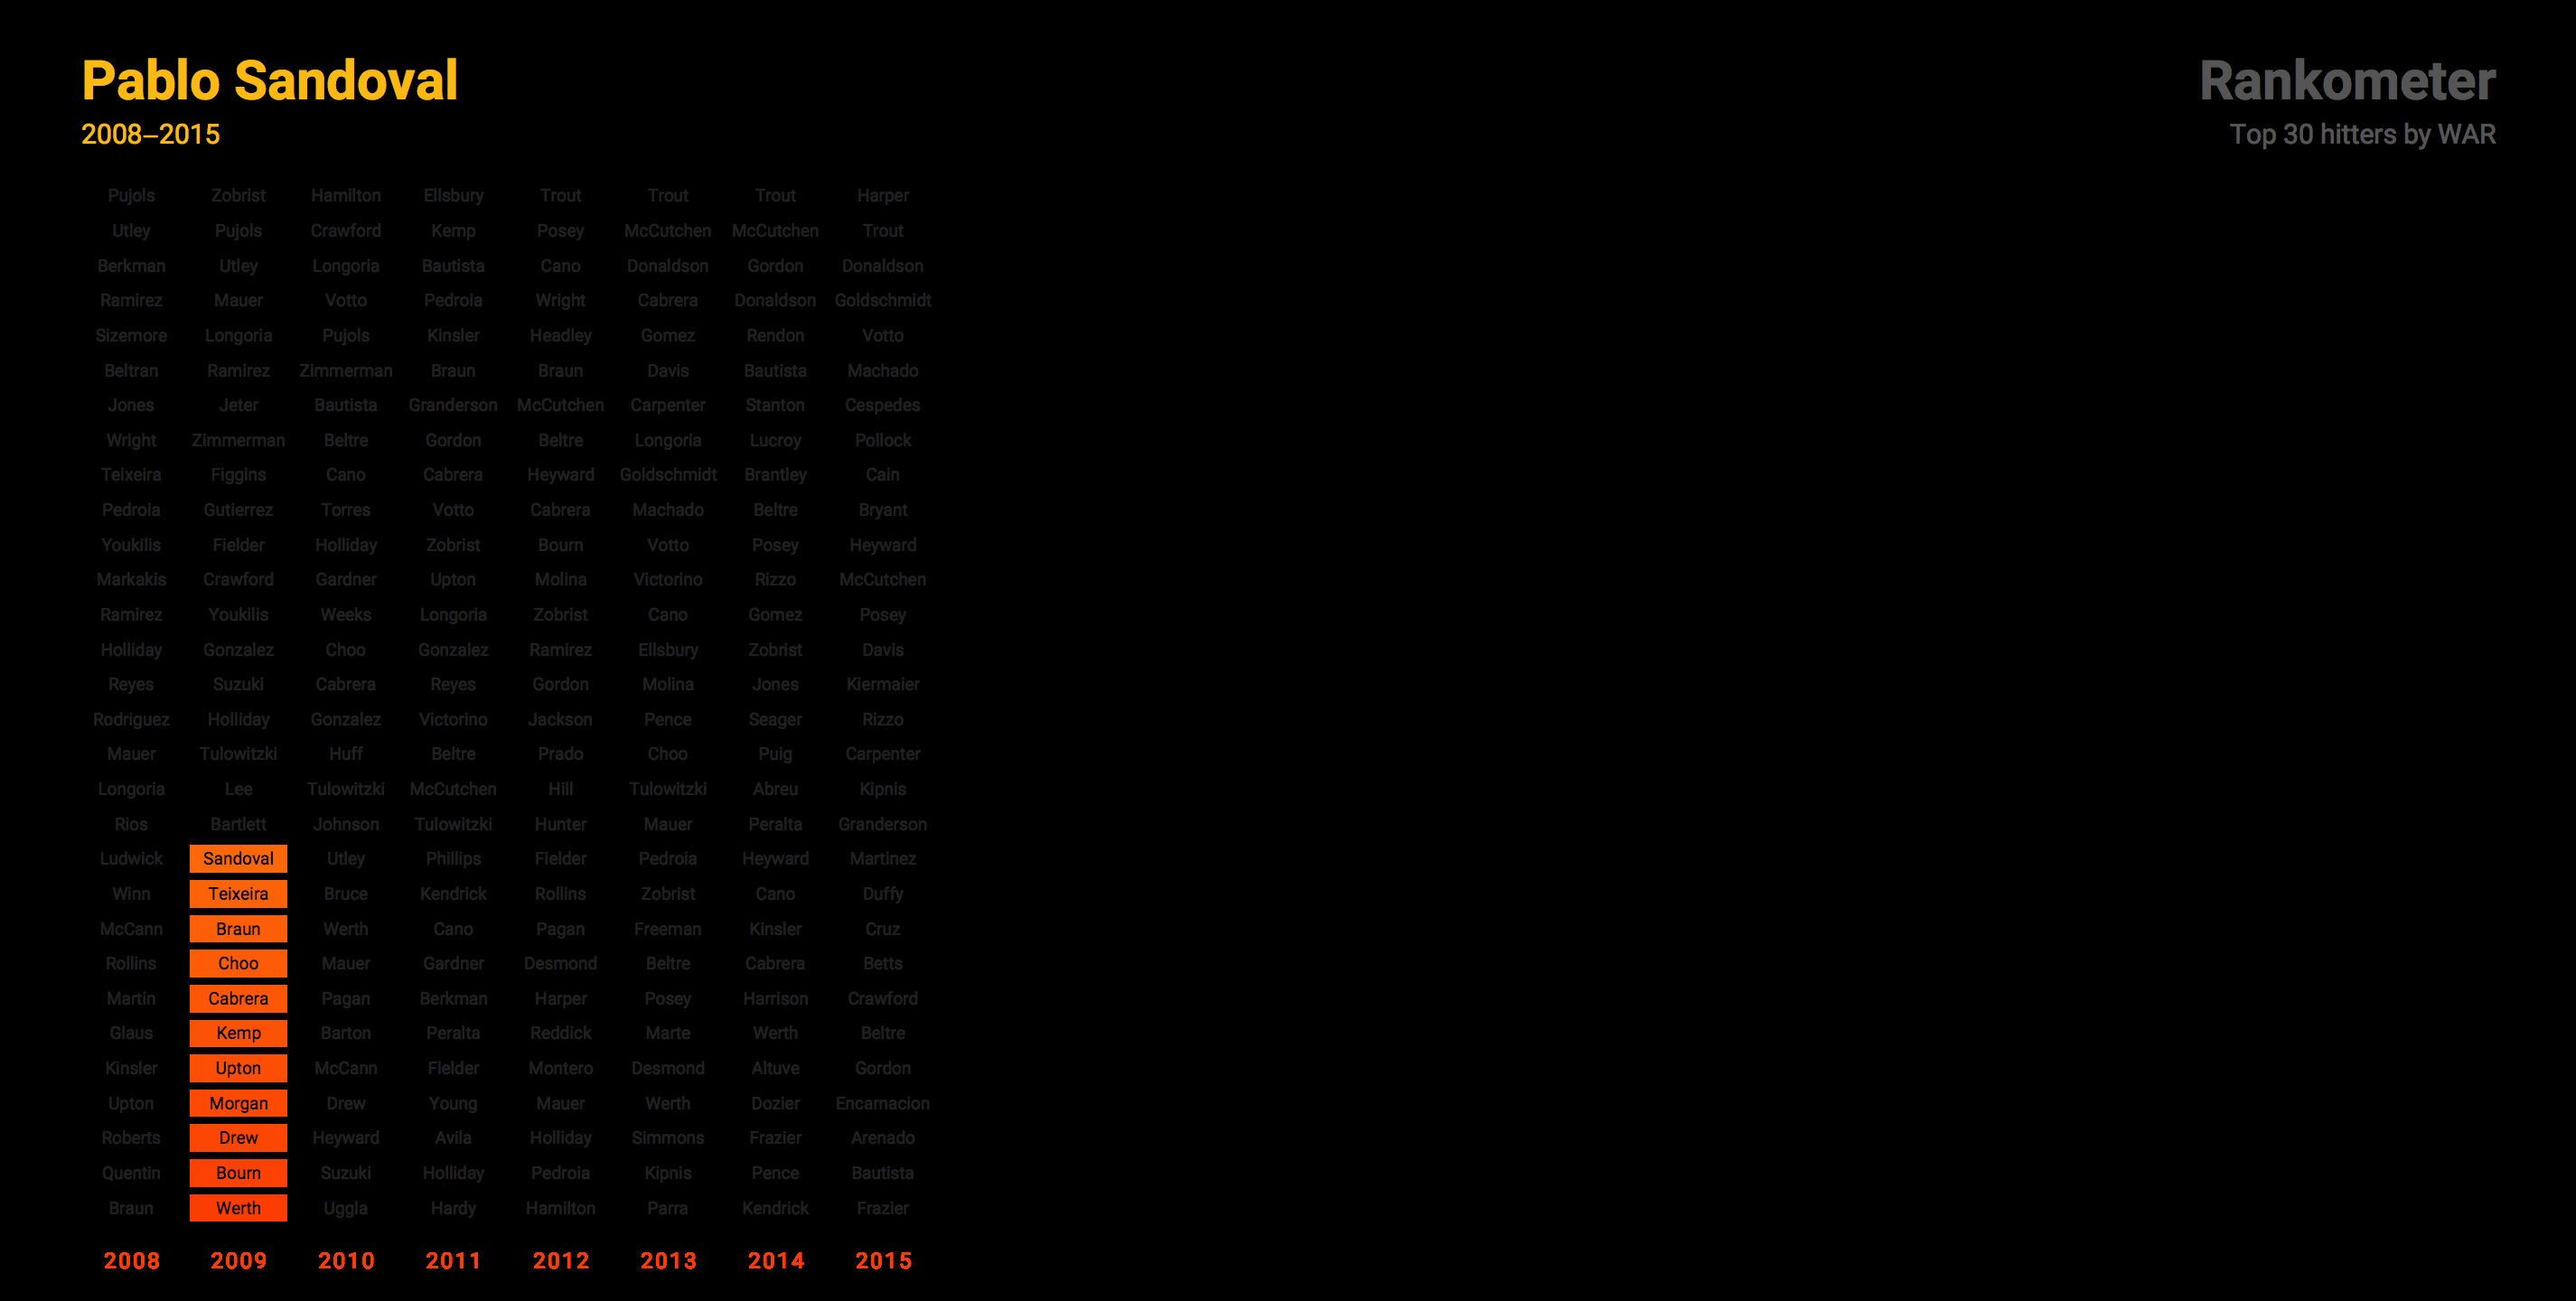 Pablo Sandoval
2008–2015
Rankometer
Top 30 hitters by WAR
Pujols Zobrist Hamilton Ellsbury Trout Trout Trout Harper
Utley Pujols Crawford Kemp Posey McCutchen McCutchen Trout
Berkman Utley Longoria Bautista Cano Donaldson Gordon Donaldson
Ramirez Mauer Votto Pedroia Wright Cabrera Donaldson Goldschmidt
Sizemore Longoria Pujols Kinsler Headley Gomez Rendon Votto
Beltran Ramirez Zimmerman Braun Braun Davis Bautista Machado
Jones Jeter Bautista Granderson McCutchen Carpenter Stanton Cespedes
Wright Zimmerman Beltre Gordon Beltre Longoria Lucroy Pollock
Teixeira Figgins Cano Cabrera Heyward Goldschmidt Brantley Cain
Pedroia Gutierrez Torres Votto Cabrera Machado Beltre Bryant
Youkilis Fielder Holliday Zobrist Bourn Votto Posey Heyward
Markakis Crawford Gardner Upton Molina Victorino Rizzo McCutchen
Ramirez Youkilis Weeks Longoria Zobrist Cano Gomez Posey
Holliday Gonzalez Choo Gonzalez Ramirez Ellsbury Zobrist Davis
Reyes Suzuki Cabrera Reyes Gordon Molina Jones Kiermaier
Rodriguez Holliday Gonzalez Victorino Jackson Pence Seager Rizzo
Mauer Tulowitzki Huff Beltre Prado Choo Puig Carpenter
Longoria Lee Tulowitzki McCutchen Hill Tulowitzki Abreu Kipnis
Rios Bartlett Johnson Tulowitzki Hunter Mauer Peralta Granderson
Ludwick Sandoval Utley Phillips Fielder Pedroia Heyward Martinez
Winn Teixeira Bruce Kendrick Rollins Zobrist Cano Duffy
McCann Braun Werth Cano Pagan Freeman Kinsler Cruz
Rollins Choo Mauer Gardner Desmond Beltre Cabrera Betts
Martin Cabrera Pagan Berkman Harper Posey Harrison Crawford
Glaus Kemp Barton Peralta Reddick Marte Werth Beltre
Kinsler Upton McCann Fielder Montero Desmond Altuve Gordon
Upton Morgan Drew Young Mauer Werth Dozier Encarnacion
Roberts Drew Heyward Avila Holliday Simmons Frazier Arenado
Quentin Bourn Suzuki Holliday Pedroia Kipnis Pence Bautista
Braun Werth Uggla Hardy Hamilton Parra Kendrick Frazier
2008 2009 2010 2011 2012 2013 2014 2015